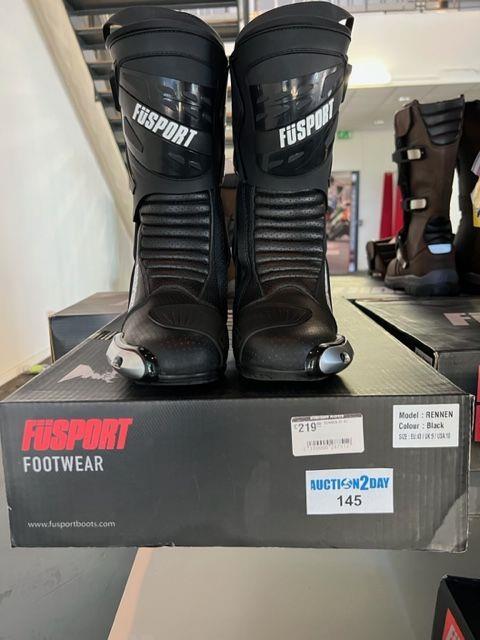 FÜSPORT
FÜSPORT
FÜSPORT
FOOTWEAR
www.fusportboots.com
£219
Model : RENNEN
Colour : Black
SIZE : EU 43 / UK 9 / USA 10
AUCTION2DAY
145